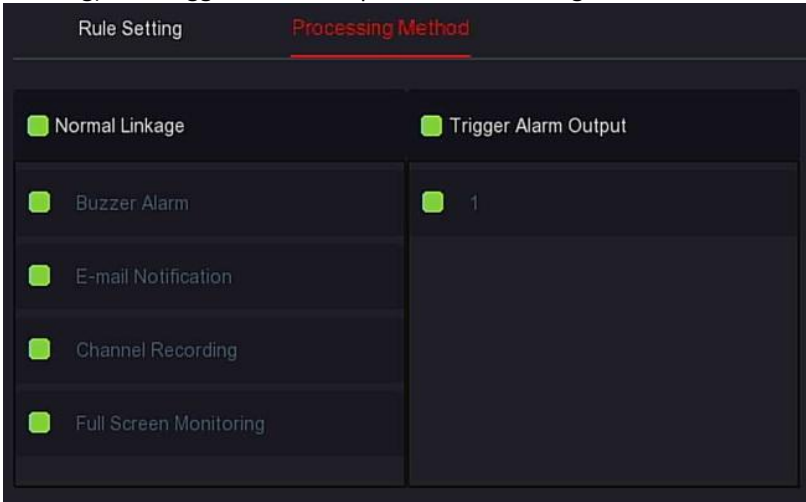 Rule Setting
Processing Method
Normal Linkage
Trigger Alarm Output
Buzzer Alarm
1
E-mail Notification
Channel Recording
Full Screen Monitoring